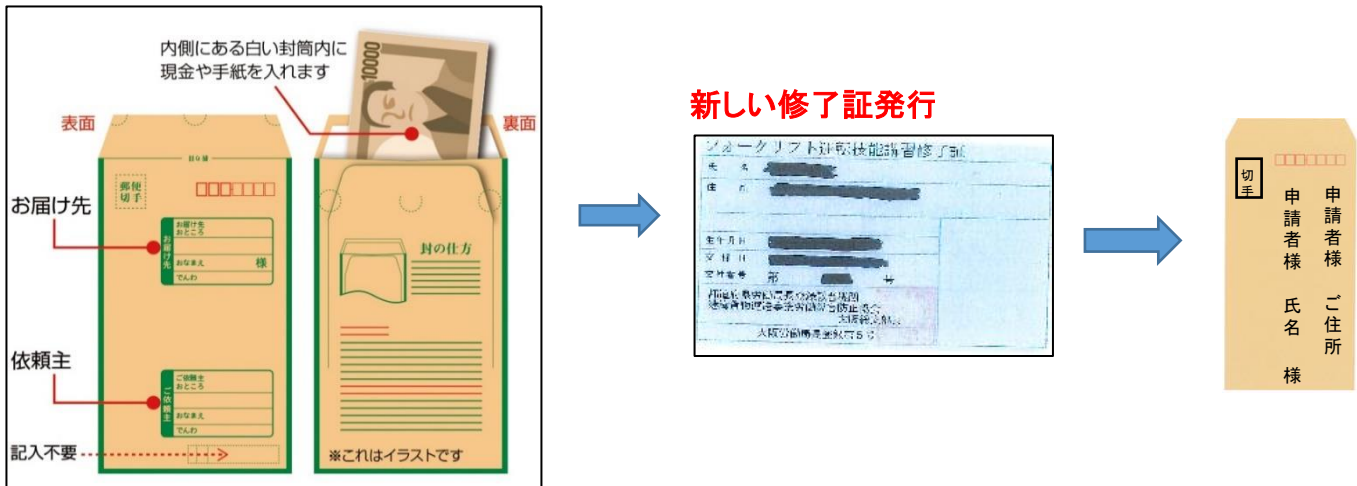 内側にある白い封筒内に
現金や手紙を入れます
10000
表面
裏面
郵便
切手
お届け先
お届け先
お届け先
おところ
おなまえ
様
でんわ
依頼主
ご依頼主
ご依頼主
おところ
おなまえ
でんわ
記入不要
封の仕方
※これはイラストです
新しい修了証発行
フォークリフト運転技能講習修了証
氏 名
住 所
生年月日
交付日
交付番号 第 号
大阪労働局長登録第56号
切手
申請者様 ご住所
申請者様 氏名 様